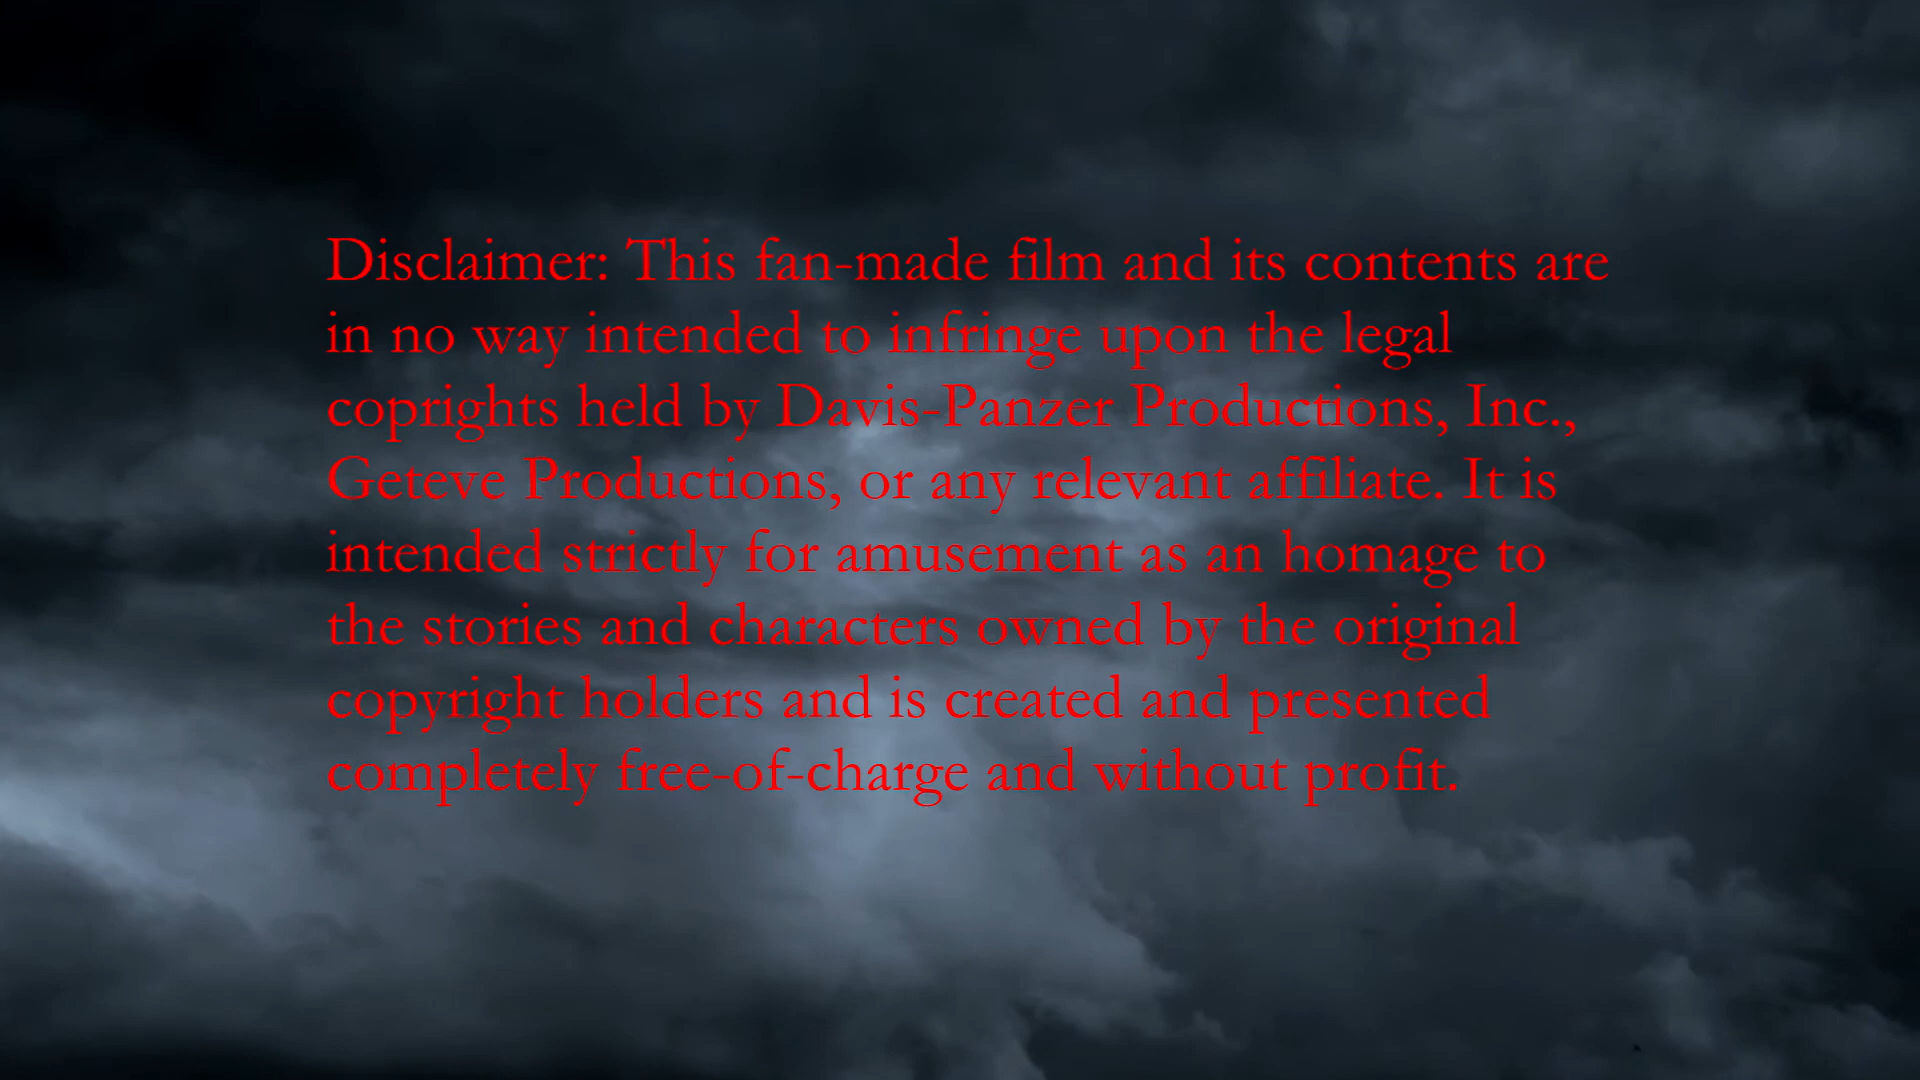 Disclaimer: This fan-made film and its contents are
in no way intended to infringe upon the legal
coprights held by Davis-Panzer Productions, Inc.,
Geteve Productions, or any relevant affiliate. It is
intended strictly for amusement as an homage to
the stories and characters owned by the original
copyright holders and is created and presented
completely free-of-charge and without profit.